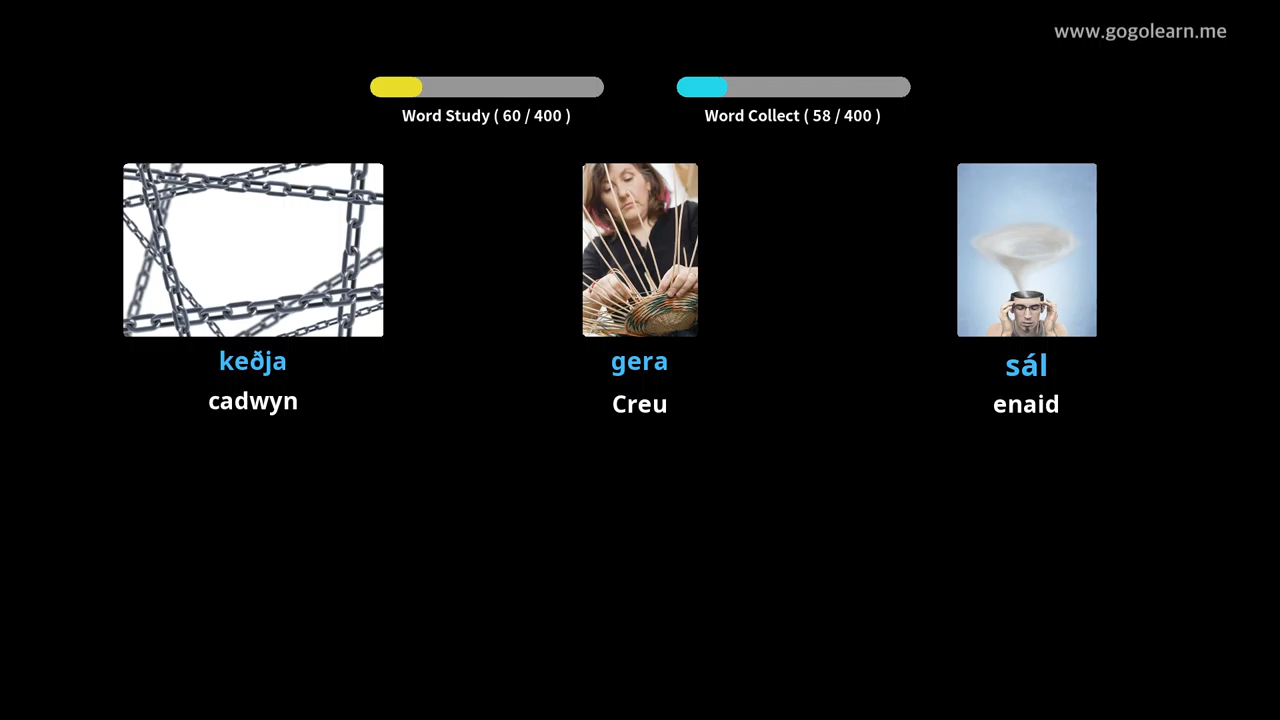 www.gogolearn.me
Word Study ( 60 / 400 )
Word Collect ( 58 / 400 )
keðja
cadwyn
gera
Creu
sál
enaid